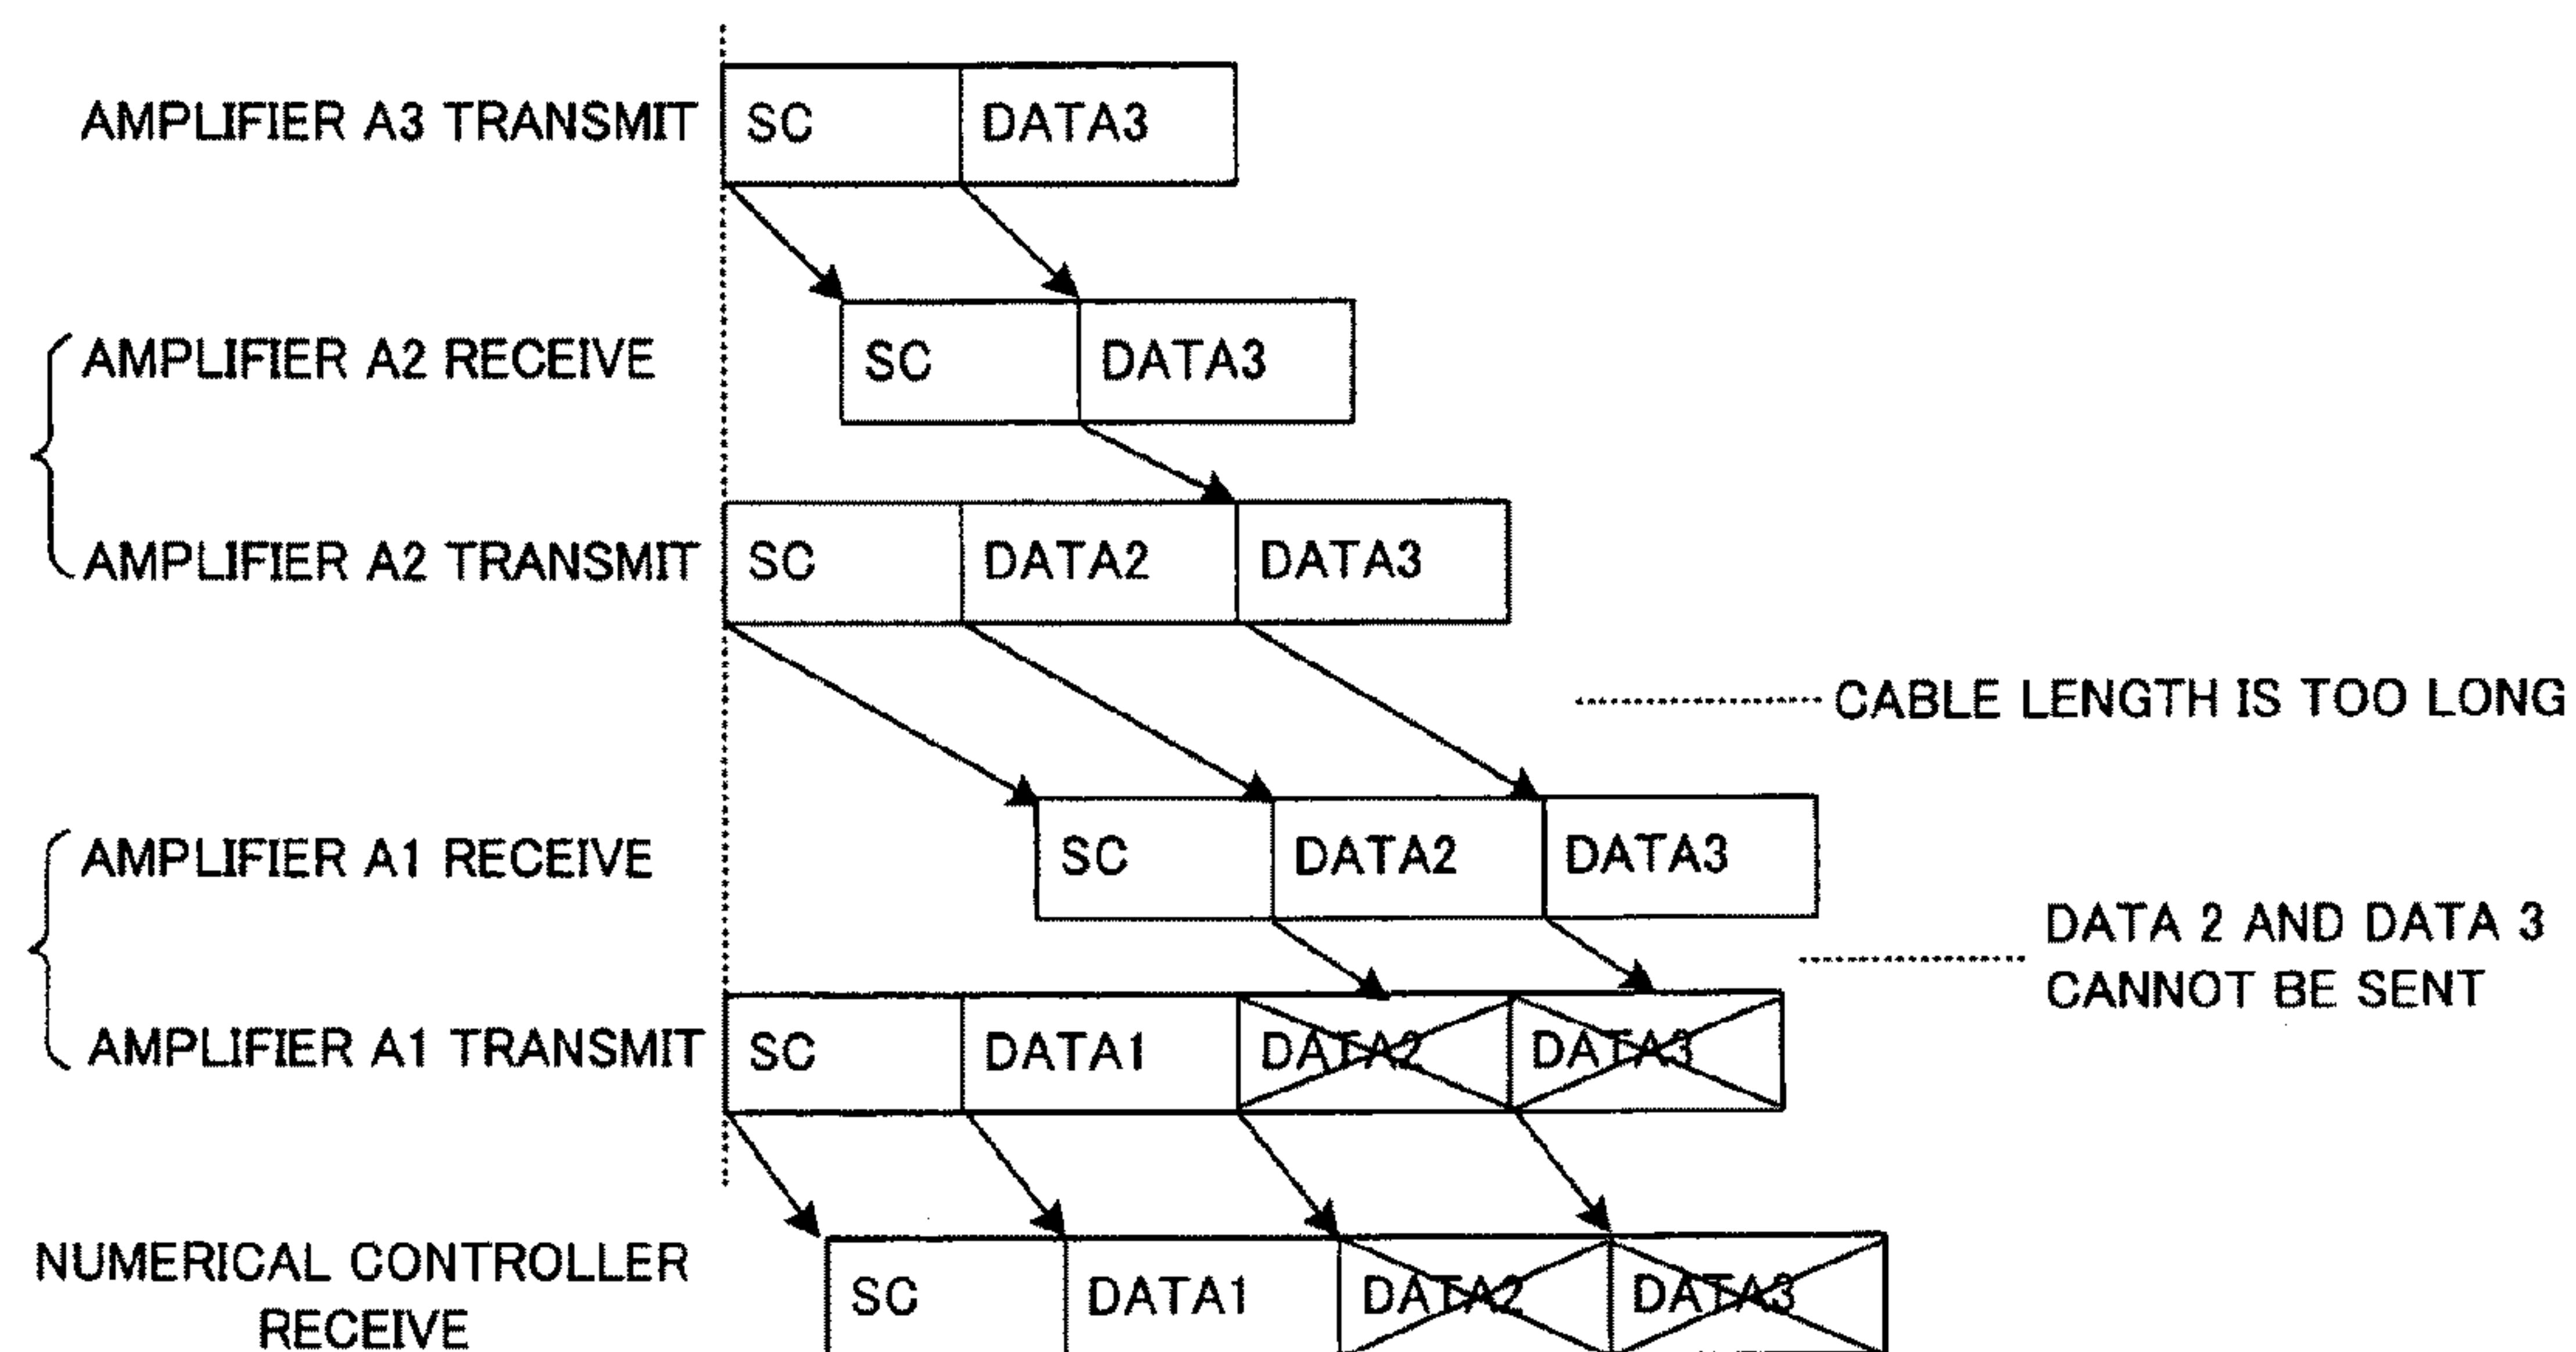 AMPLIFIER A3 TRANSMIT
SC
DATA3
AMPLIFIER A2 RECEIVE
SC
DATA3
AMPLIFIER A2 TRANSMIT
SC
DATA2
DATA3
CABLE LENGTH IS TOO LONG
AMPLIFIER A1 RECEIVE
SC
DATA2
DATA3
DATA 2 AND DATA 3
CANNOT BE SENT
AMPLIFIER A1 TRANSMIT
SC
DATA1
DATA2
DATA3
NUMERICAL CONTROLLER
RECEIVE
SC
DATA1
DATA2
DATA3